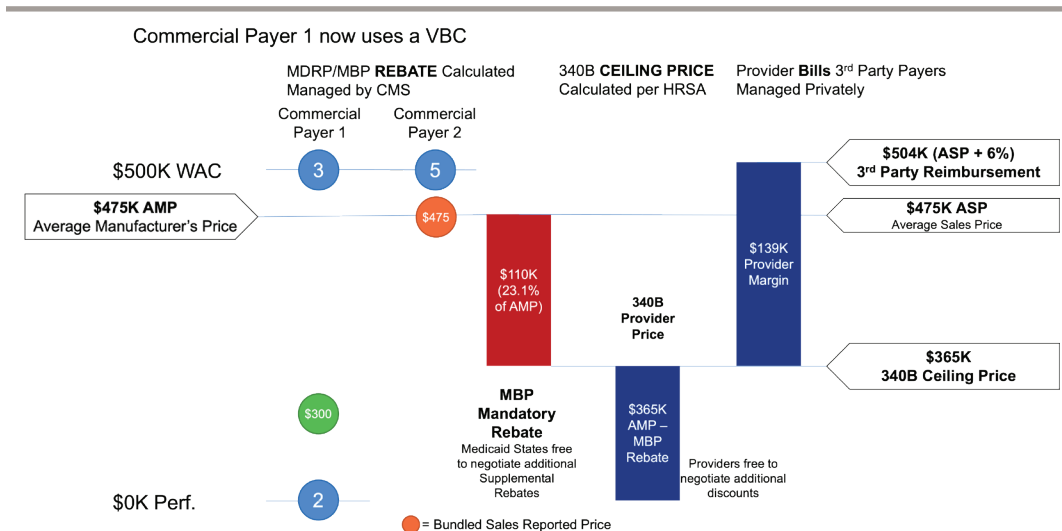 Commercial Payer 1 now uses a VBC
MDRP/MBP REBATE Calculated
Managed by CMS
340B CEILING PRICE
Calculated per HRSA
Provider Bills 3rd Party Payers
Managed Privately
Commercial
Payer 1
Commercial
Payer 2
$500K WAC
3
5
$504K (ASP + 6%)
3rd Party Reimbursement
$475K AMP
Average Manufacturer's Price
$475
$475K ASP
Average Sales Price
$110K
(23.1%
of AMP)
$139K
Provider
Margin
340B
Provider
Price
$365K
340B Ceiling Price
$300
MBP
Mandatory
Rebate
Medicaid States free
to negotiate additional
Supplemental
Rebates
$365K
AMP –
MBP
Rebate
Providers free to
negotiate additional
discounts
$0K Perf.
2
= Bundled Sales Reported Price